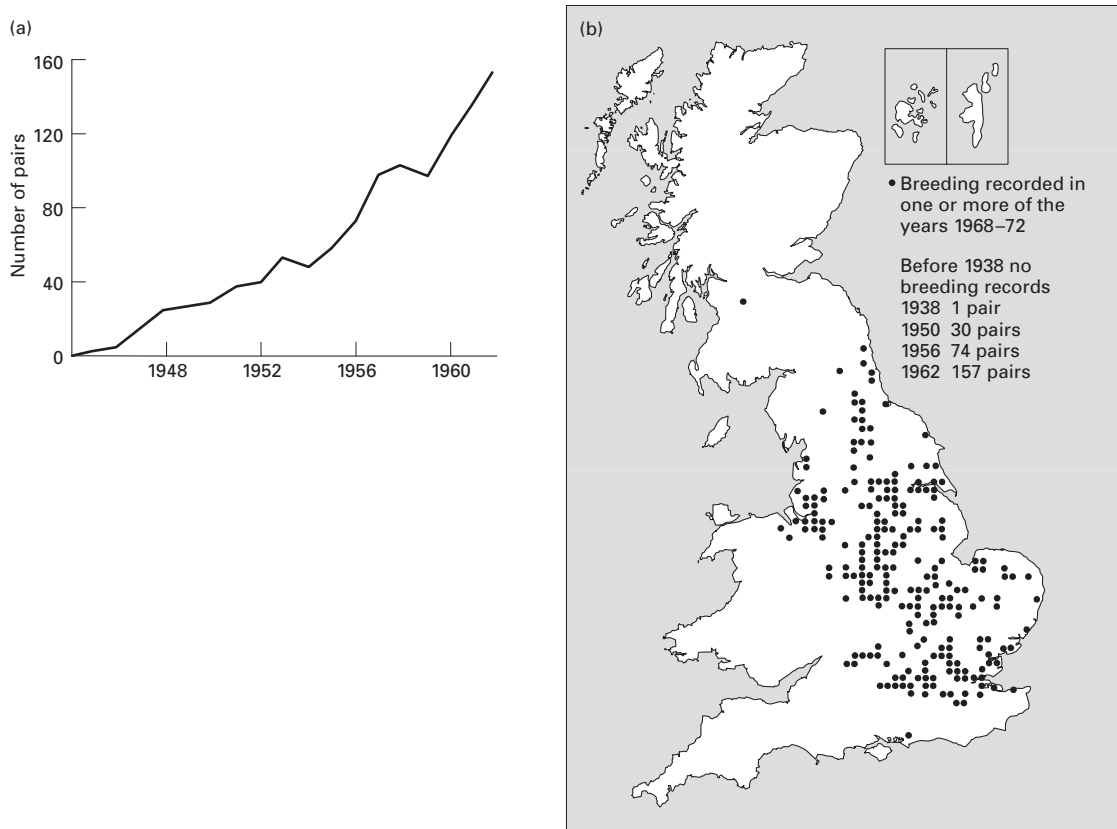 (a)
160
120
80
40
0
Number of pairs
1948
1952
1956
1960
(b)
• Breeding recorded in
one or more of the
years 1968–72
Before 1938 no
breeding records
1938 1 pair
1950 30 pairs
1956 74 pairs
1962 157 pairs